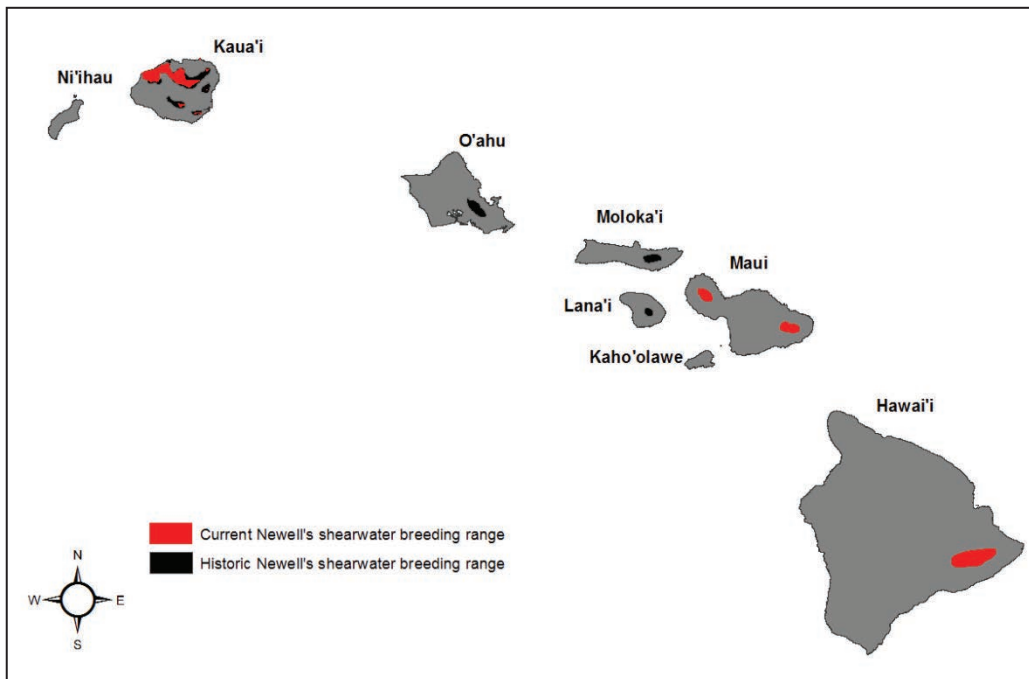 Kaua'i
Ni'ihau
O'ahu
Moloka'i
Maui
Lana'i
Kaho'olawe
Hawai'i
Current Newell's shearwater breeding range
Historic Newell's shearwater breeding range
N
W E
S